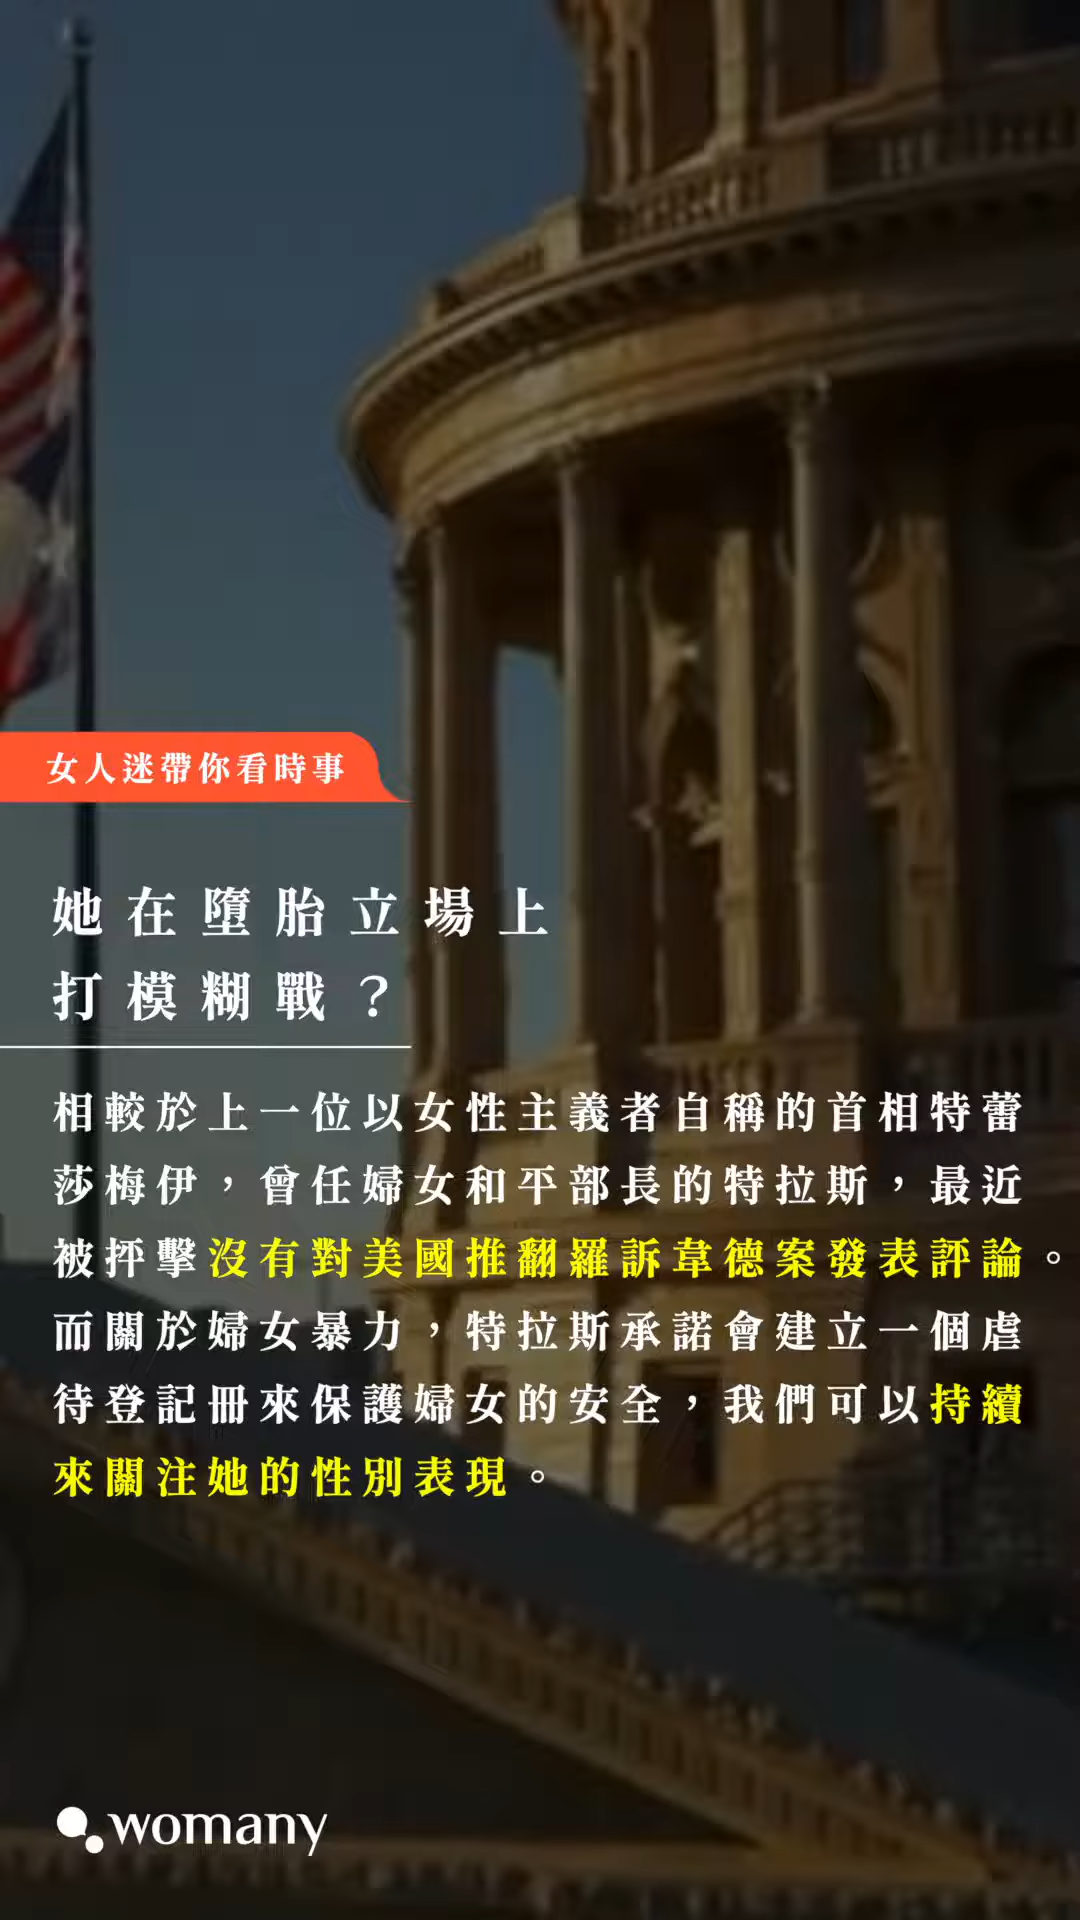 女人迷帶你看時事
她在墮胎立場上
打模糊戰？
相較於上一位以女性主義者自稱的首相特蕾
莎梅伊，曾任婦女和平部長的特拉斯，最近
被抨擊沒有對美國推翻羅訴韋德案發表評論。
而關於婦女暴力，特拉斯承諾會建立一個虐
待登記冊來保護婦女的安全，我們可以持續
來關注她的性別表現。
womany